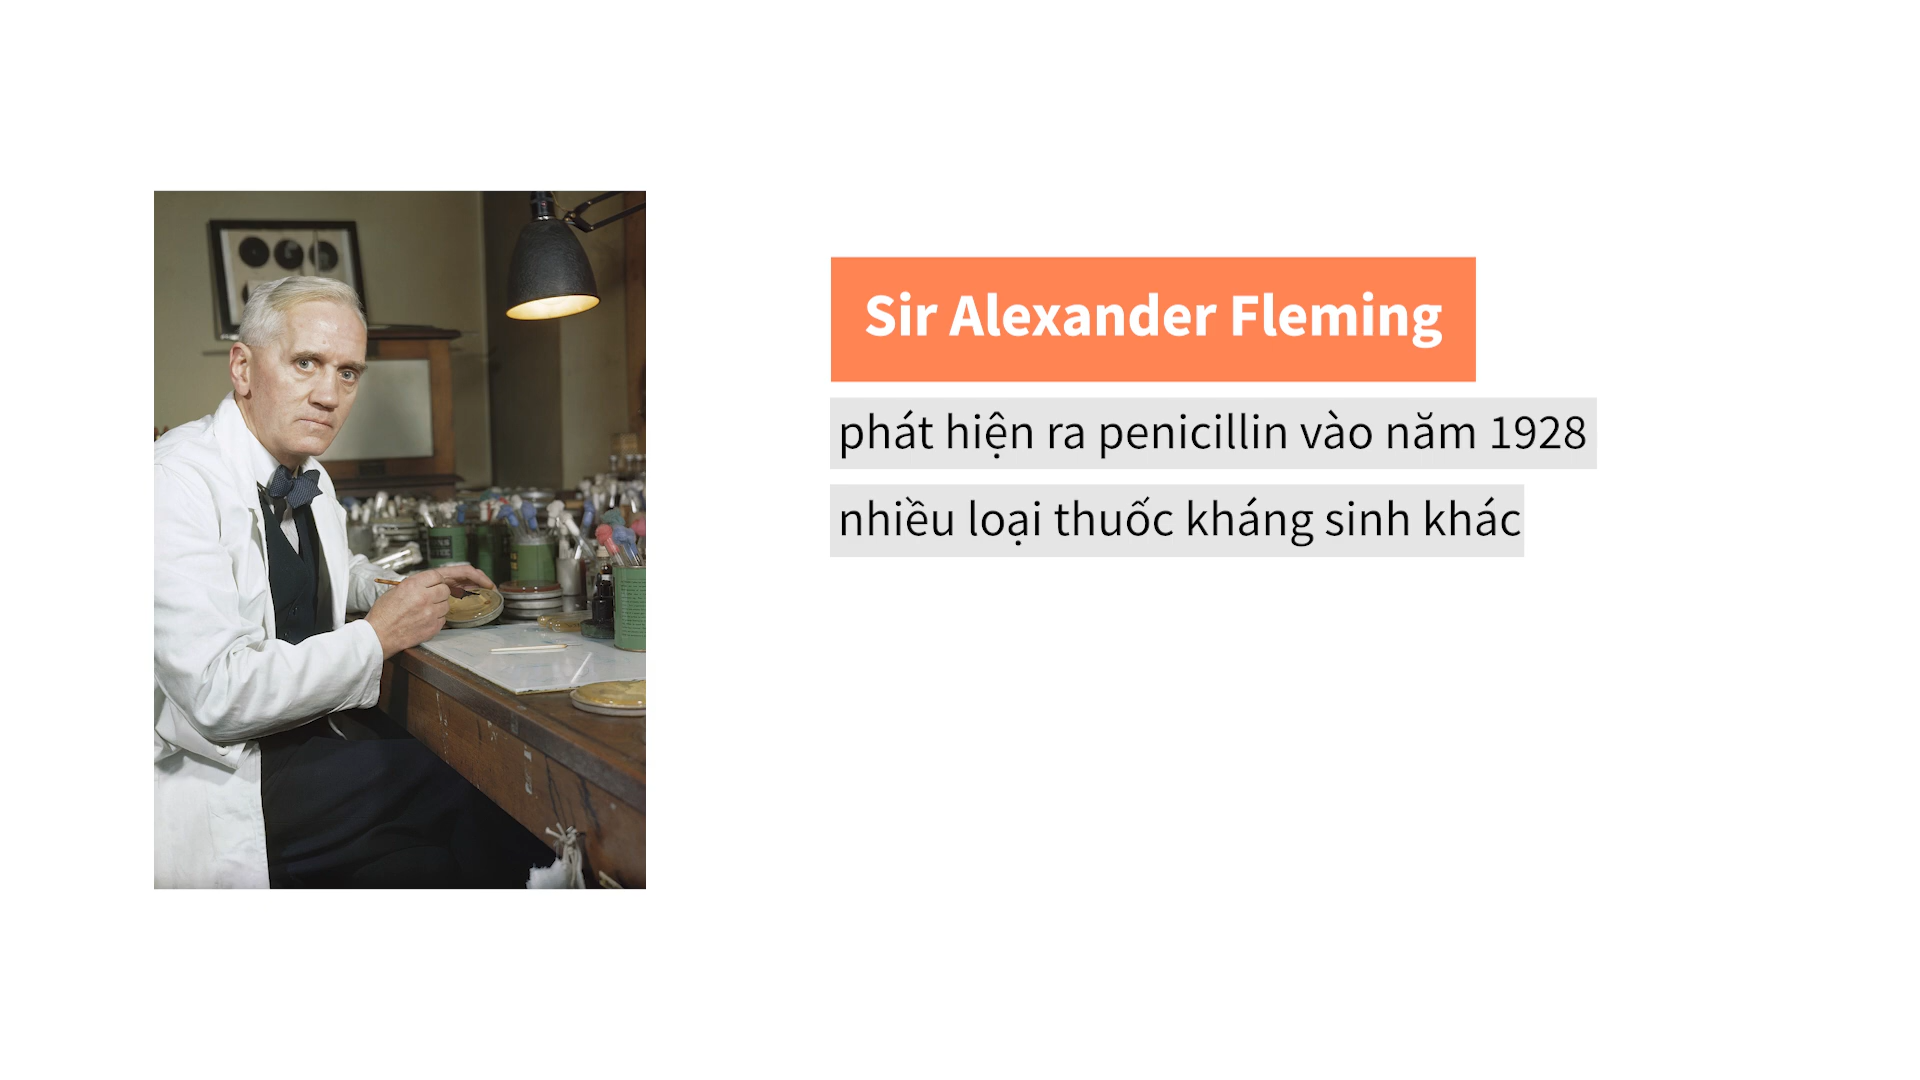 Sir Alexander Fleming
phát hiện ra penicillin vào năm 1928
nhiều loại thuốc kháng sinh khác